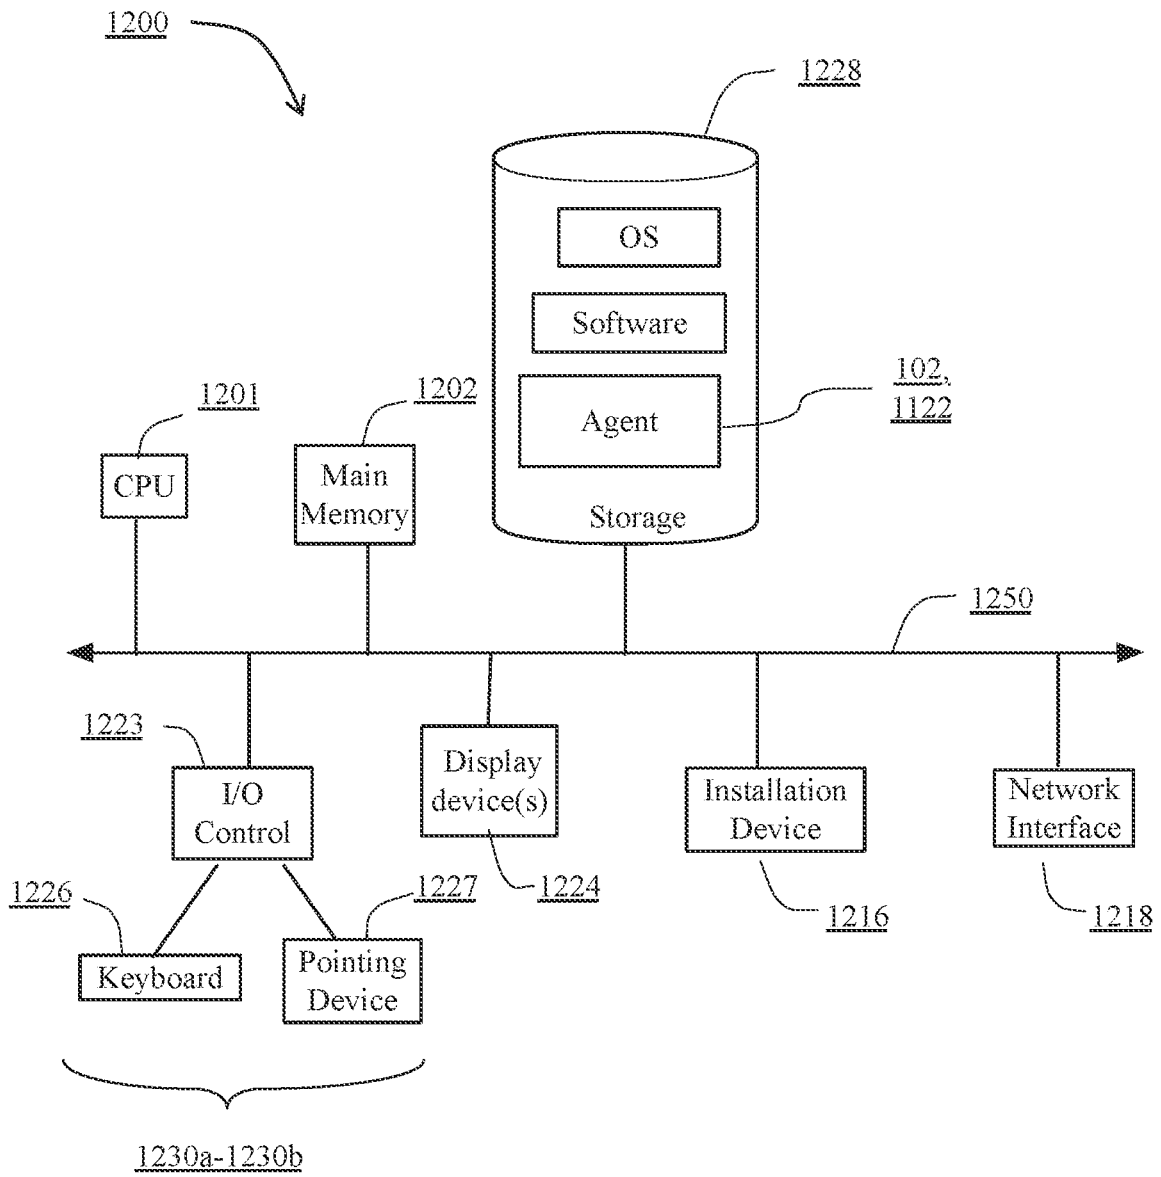 1200
1228
OS
Software
Agent
Storage
102,
1122
1201
CPU
1202
Main
Memory
1250
1223
I/O
Control
Display
device(s)
1224
Installation
Device
1216
Network
Interface
1218
1226
Keyboard
1227
Pointing
Device
1230a-1230b